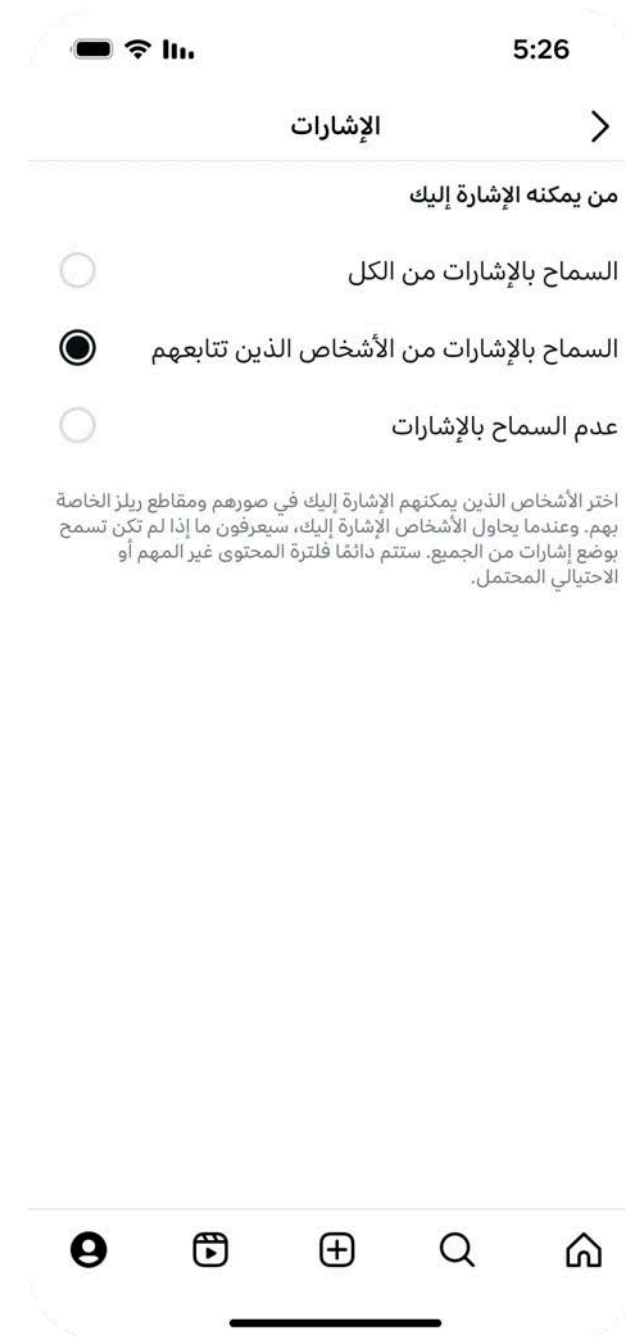 5:26
الإشارات
من يمكنه الإشارة إليك
السماح بالإشارات من الكل
السماح بالإشارات من الأشخاص الذين تتابعهم
عدم السماح بالإشارات
اختر الأشخاص الذين يمكنهم الإشارة إليك في صورهم ومقاطع ريلز الخاصة
بهم. وعندما يحاول الأشخاص الإشارة إليك، سيعرفون ما إذا لم تكن تسمح
بوضع إشارات من الجميع. ستتم دائمًا فلترة المحتوى غير المهم أو
الاحتيالي المحتمل.